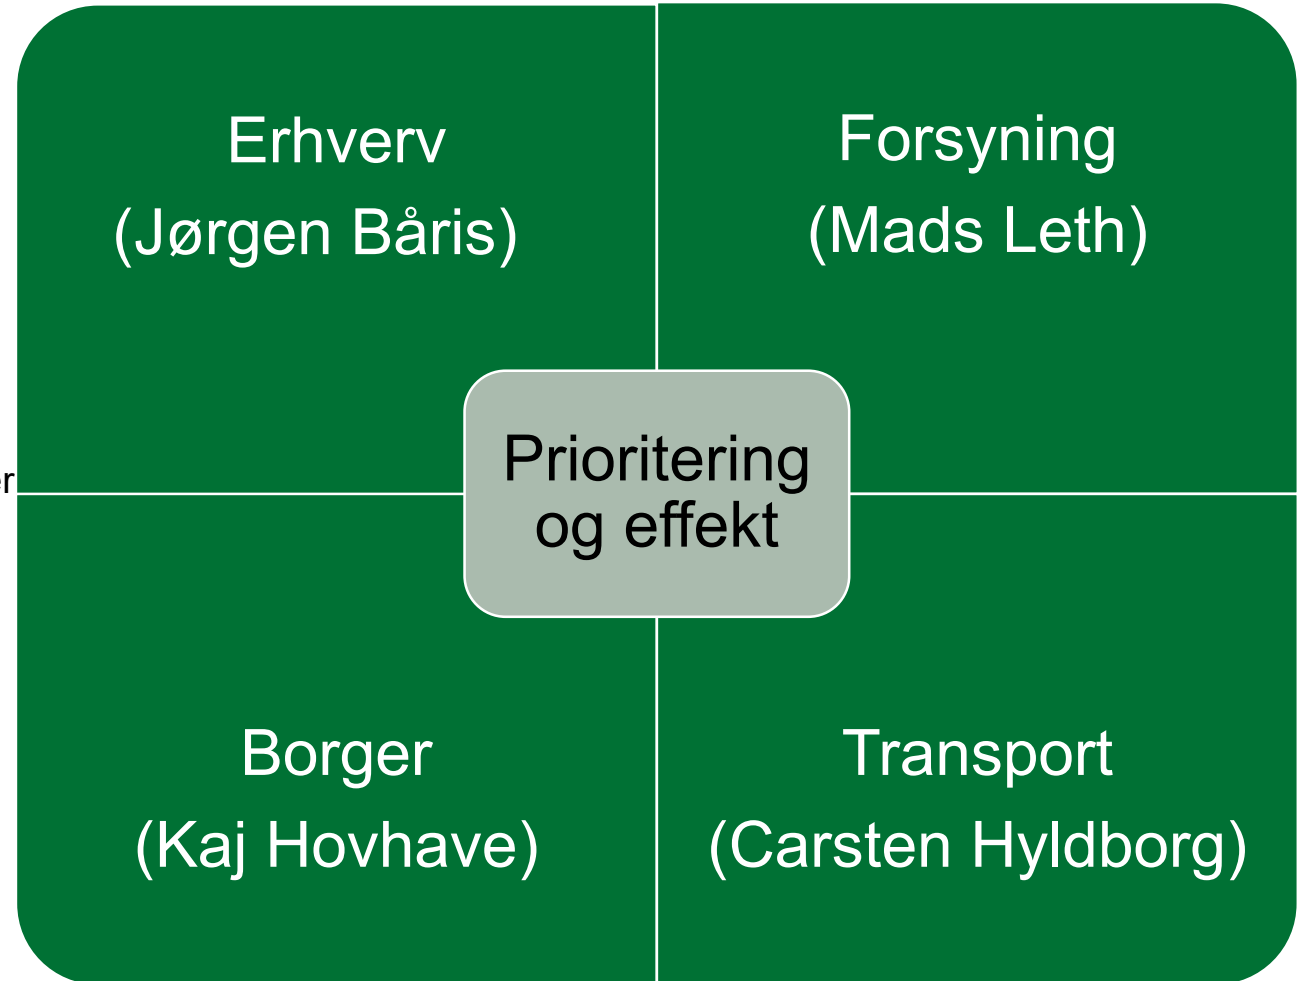 Erhverv
(Jørgen Båris)
Forsyning
(Mads Leth)
Prioritering
og effekt
Borger
(Kaj Hovhave)
Transport
(Carsten Hyldborg)